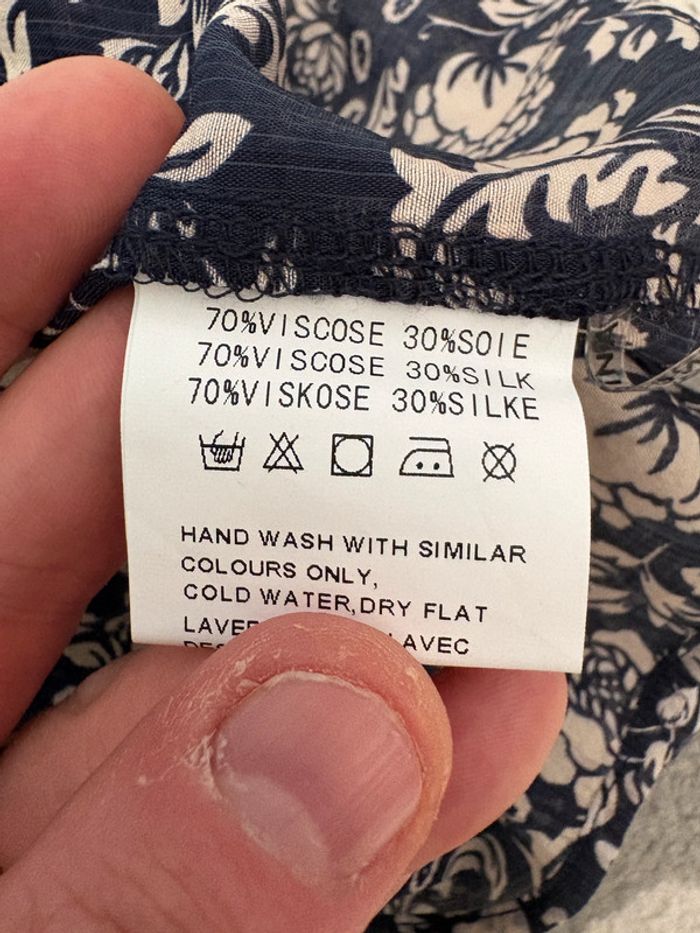 70%VISCOSE 30%SOIE
70%VISCOSE 30%SILK
70%VISKOSE 30%SILKE
HAND WASH WITH SIMILAR
COLOURS ONLY,
COLD WATER,DRY FLAT
AVEC